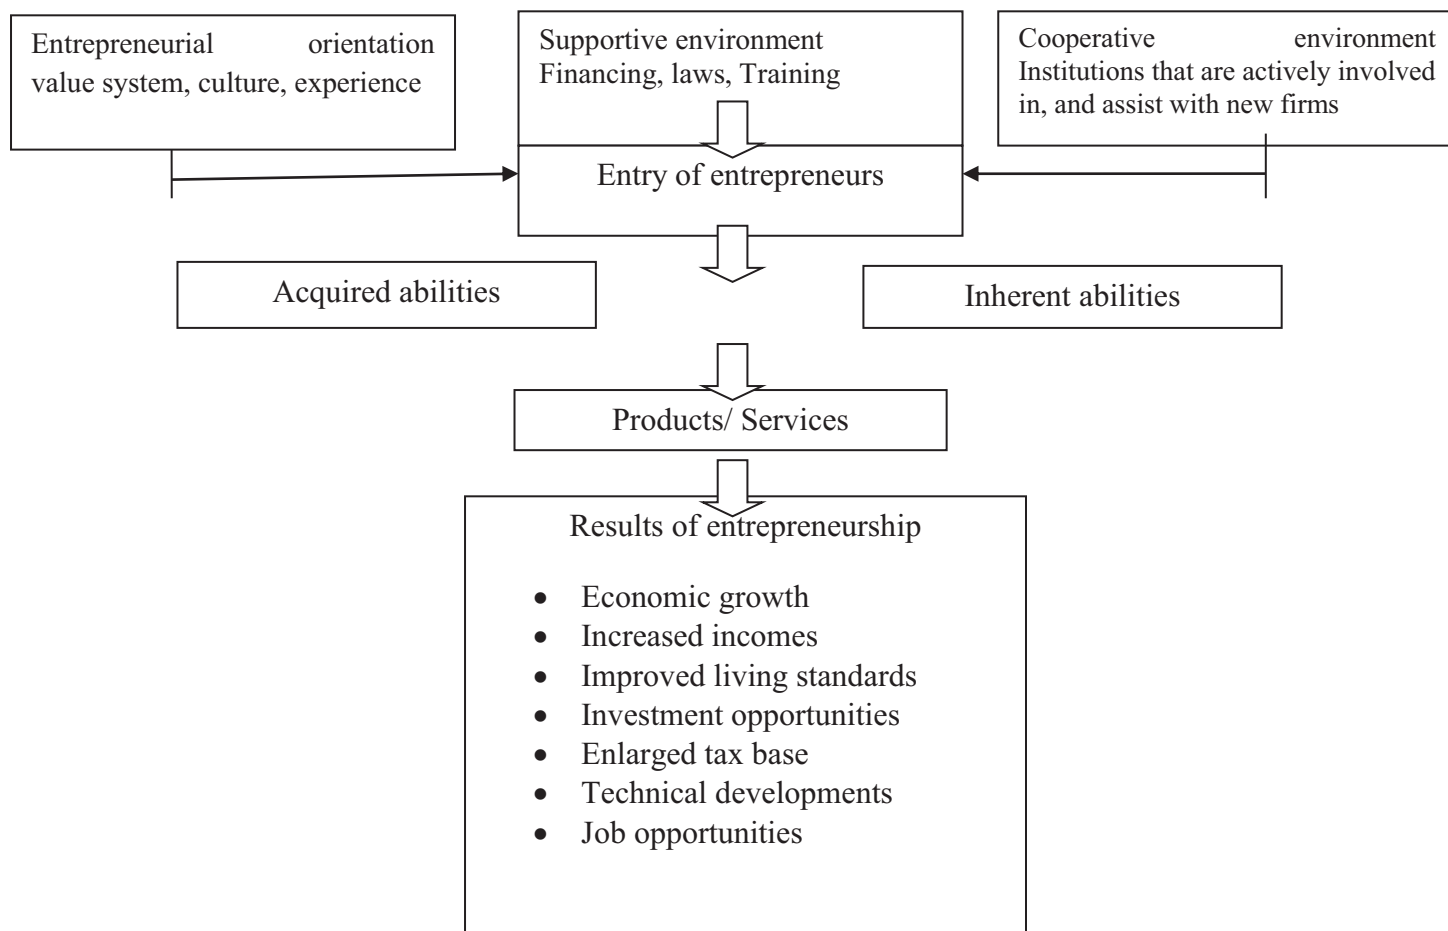 Entrepreneurial orientation
value system, culture, experience
Supportive environment
Financing, laws, Training
Cooperative environment
Institutions that are actively involved
in, and assist with new firms
Entry of entrepreneurs
Acquired abilities
Inherent abilities
Products/ Services
Results of entrepreneurship
• Economic growth
• Increased incomes
• Improved living standards
• Investment opportunities
• Enlarged tax base
• Technical developments
• Job opportunities